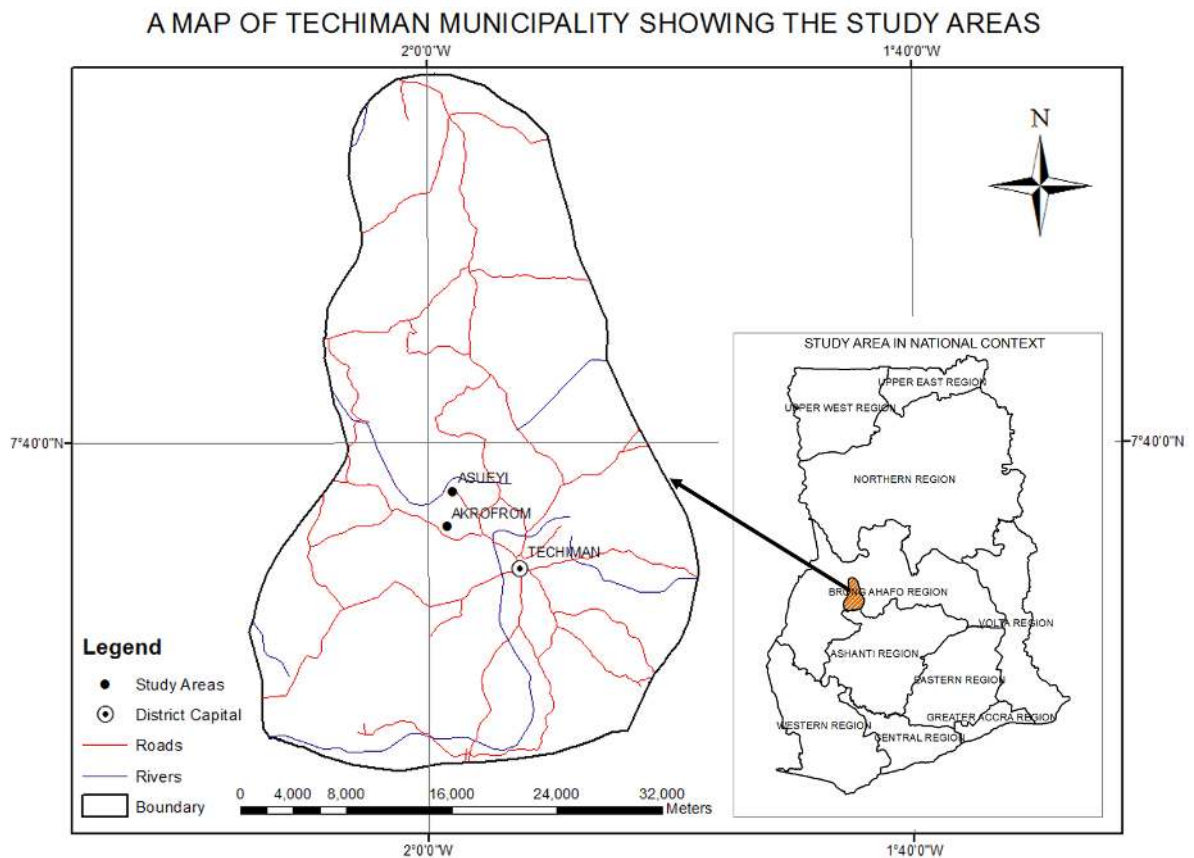 A MAP OF TECHIMAN MUNICIPALITY SHOWING THE STUDY AREAS
2°0'0"W
1°40'0"W
N
7°40'0"N
7°40'0"N
ASUEYI
AKROFROM
TECHIMAN
STUDY AREA IN NATIONAL CONTEXT
UPPER EAST REGION
UPPER WEST REGION
NORTHERN REGION
BRONG AHAFO REGION
VOLTA REGION
ASHANTI REGION
EASTERN REGION
GREATER ACCRA REGION
WESTERN REGION
CENTRAL REGION
Legend
Study Areas
District Capital
Roads
Rivers
Boundary
0 4,000 8,000 16,000 24,000 32,000
Meters
2°0'0"W
1°40'0"W